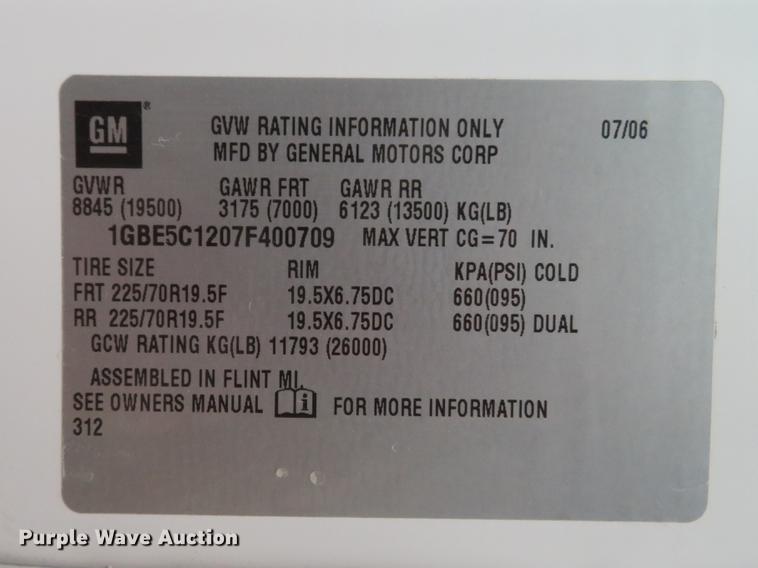 GM ® GVW RATING INFORMATION ONLY 07/06
MFD BY GENERAL MOTORS CORP
GVWR GAWR FRT GAWR RR
8845 (19500) 3175 (7000) 6123 (13500) KG(LB)
1GBE5C1207F400709 MAX VERT CG=70 IN.
TIRE SIZE RIM KPA(PSI) COLD
FRT 225/70R19.5F 19.5X6.75DC 660(095)
RR 225/70R19.5F 19.5X6.75DC 660(095) DUAL
GCW RATING KG(LB) 11793 (26000)
ASSEMBLED IN FLINT MI.
SEE OWNERS MANUAL i FOR MORE INFORMATION
312
Purple Wave Auction